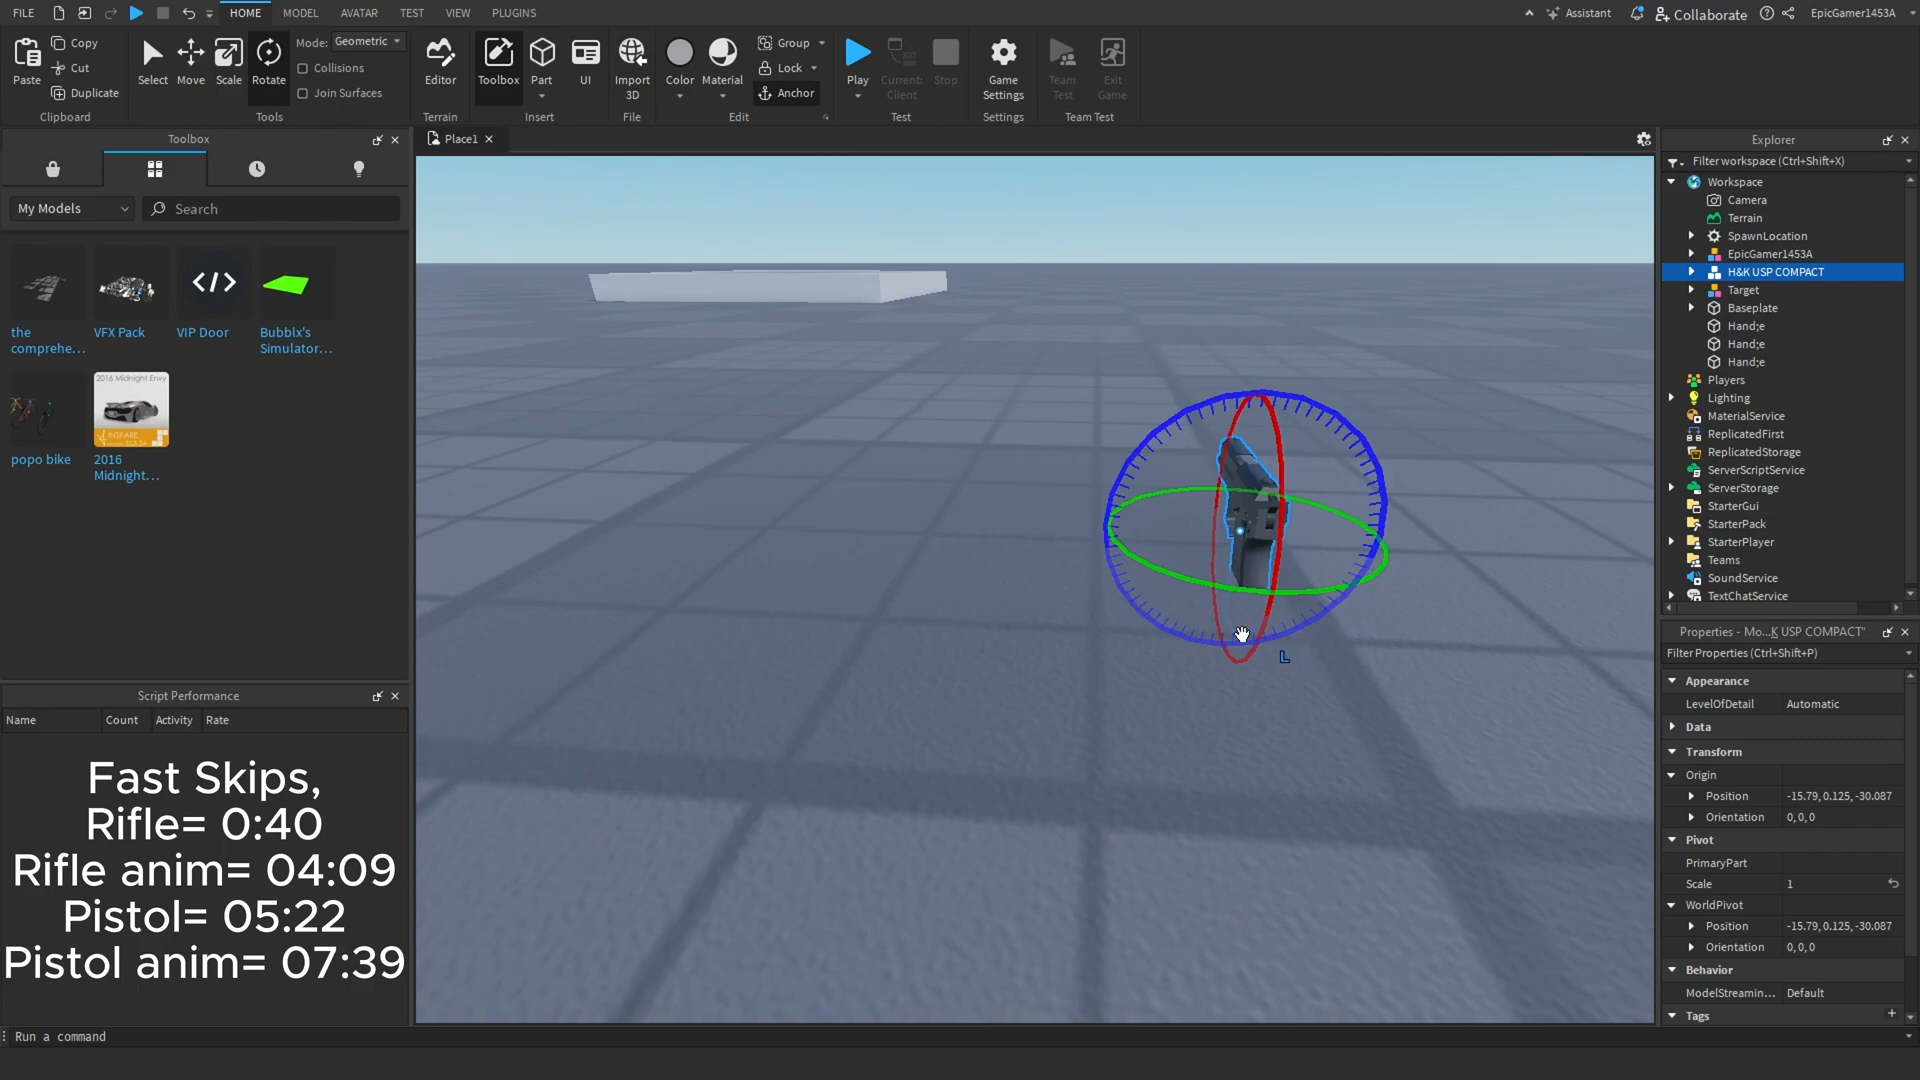 FILE
HOME
MODEL
AVATAR
TEST
VIEW
PLUGINS
Assistant
Collaborate
EpicGamer1453A
Paste
Copy
Cut
Duplicate
Clipboard
Select
Move
Scale
Rotate
Mode: Geometric
Collisions
Join Surfaces
Tools
Editor
Terrain
Toolbox
Part
UI
Insert
Import
3D
File
Color
Material
Group
Lock
Anchor
Edit
Play
Current:
Client
Stop
Test
Game
Settings
Settings
Team
Test
Exit
Game
Team Test
Toolbox
My Models
Search
the
comprehe...
VFX Pack
VIP Door
Bubblx's
Simulator...
popo bike
2016 Midnight Envy
INSPARE
2016
Midnight...
Script Performance
Name
Count
Activity
Rate
Fast Skips,
Rifle= 0:40
Rifle anim= 04:09
Pistol= 05:22
Pistol anim= 07:39
Run a command
Place1
L
Explorer
Filter workspace (Ctrl+Shift+X)
Workspace
Camera
Terrain
SpawnLocation
EpicGamer1453A
H&K USP COMPACT
Target
Baseplate
Hand;e
Hand;e
Hand;e
Players
Lighting
MaterialService
ReplicatedFirst
ReplicatedStorage
ServerScriptService
ServerStorage
StarterGui
StarterPack
StarterPlayer
Teams
SoundService
TextChatService
Properties - Mo...K USP COMPACT"
Filter Properties (Ctrl+Shift+P)
Appearance
LevelOfDetail Automatic
Data
Transform
Origin
Position -15.79, 0.125, -30.087
Orientation 0, 0, 0
Pivot
PrimaryPart
Scale 1
WorldPivot
Position -15.79, 0.125, -30.087
Orientation 0, 0, 0
Behavior
ModelStreamin... Default
Tags